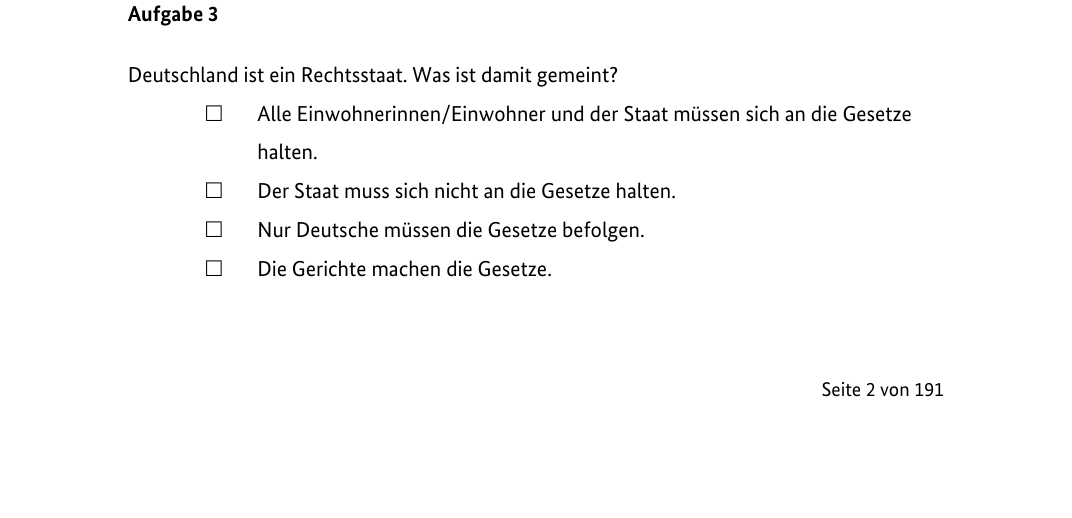 Aufgabe 3
Deutschland ist ein Rechtsstaat. Was ist damit gemeint?
☐ Alle Einwohnerinnen/Einwohner und der Staat müssen sich an die Gesetze
halten.
☐ Der Staat muss sich nicht an die Gesetze halten.
☐ Nur Deutsche müssen die Gesetze befolgen.
☐ Die Gerichte machen die Gesetze.
Seite 2 von 191